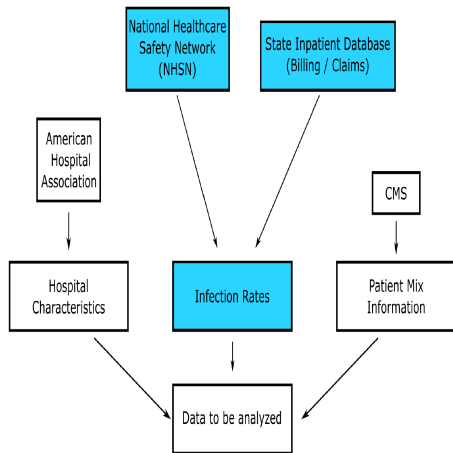 National Healthcare
Safety Network
(NHSN)
State Inpatient Database
(Billing / Claims)
American
Hospital
Association
CMS
Hospital
Characteristics
Infection Rates
Patient Mix
Information
Data to be analyzed